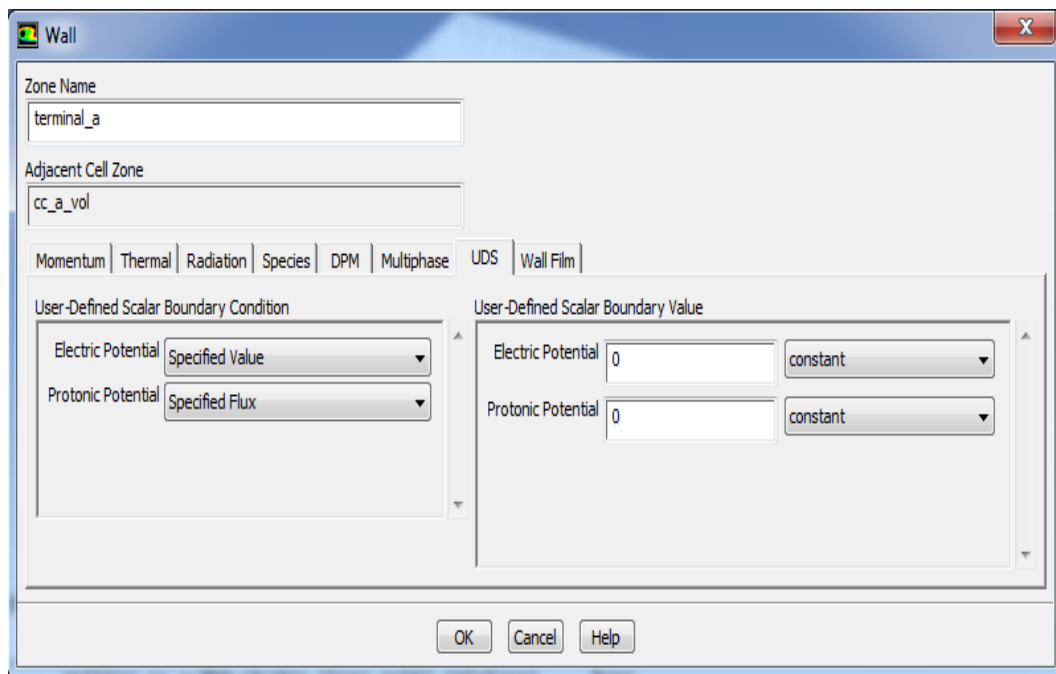 Wall
X
Zone Name
terminal_a
Adjacent Cell Zone
cc_a_vol
Momentum Thermal Radiation Species DPM Multiphase UDS Wall Film
User-Defined Scalar Boundary Condition
Electric Potential Specified Value
Protonic Potential Specified Flux
User-Defined Scalar Boundary Value
Electric Potential 0 constant
Protonic Potential 0 constant
OK Cancel Help